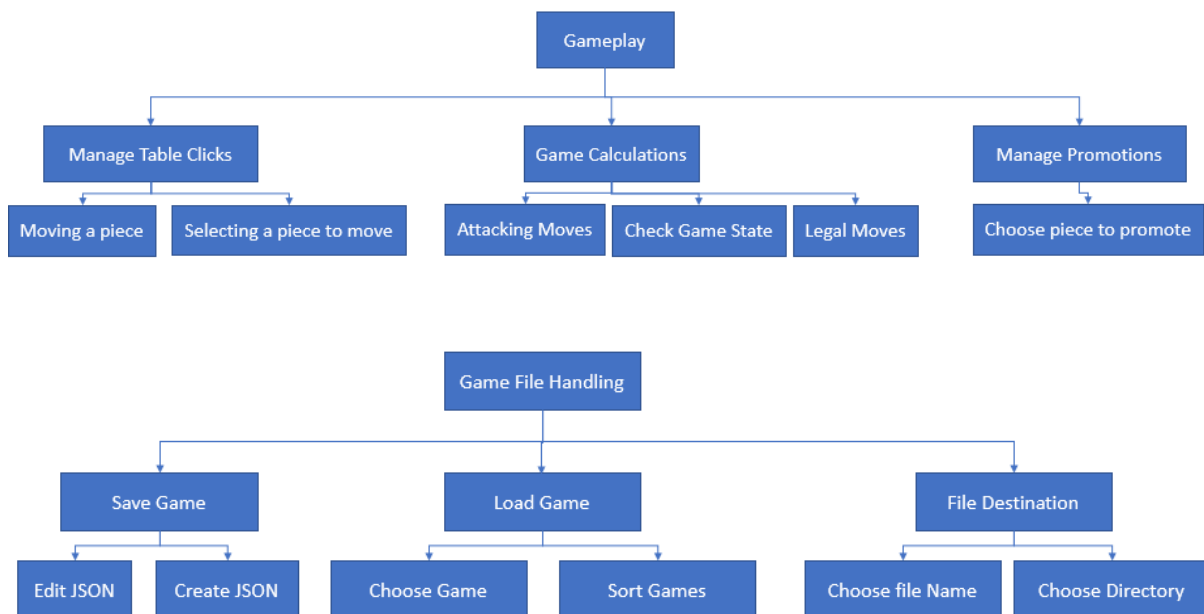 Gameplay
Manage Table Clicks
Game Calculations
Manage Promotions
Moving a piece
Selecting a piece to move
Attacking Moves
Check Game State
Legal Moves
Choose piece to promote
Game File Handling
Save Game
Load Game
File Destination
Edit JSON
Create JSON
Choose Game
Sort Games
Choose file Name
Choose Directory